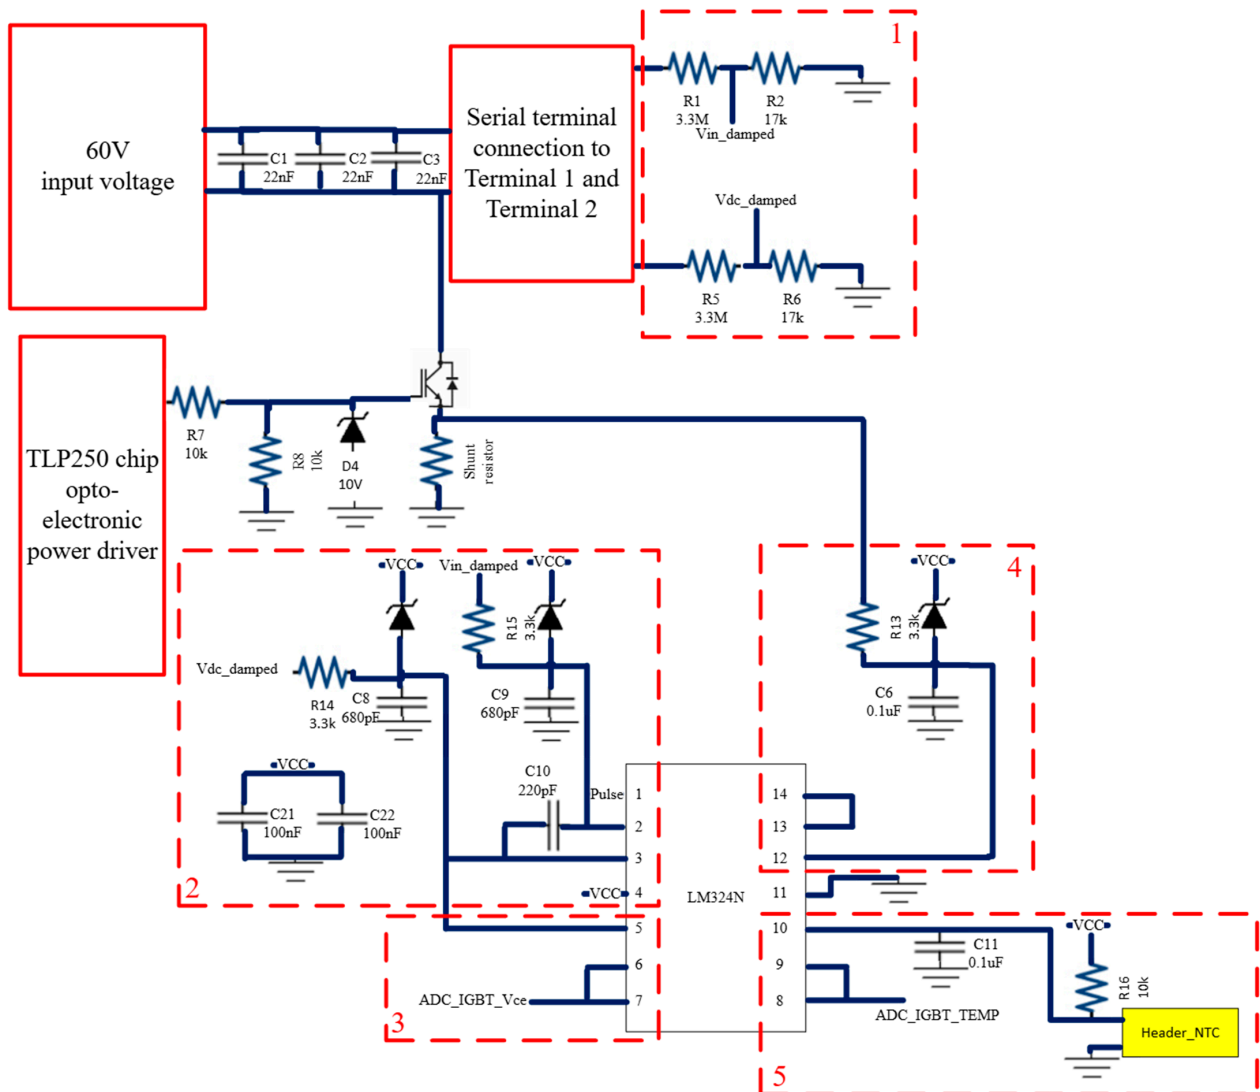 60V
input voltage
C1
22nF
C2
22nF
C3
22nF
Serial terminal
connection to
Terminal 1 and
Terminal 2
1
R1
3.3M
R2
17k
Vin_damped
Vdc_damped
R5
3.3M
R6
17k
TLP250 chip
opto-
electronic
power driver
R7
10k
R8
10k
D4
10V
Shunt
resistor
2
VCC
Vin_damped
VCC
R15
3.3k
Vdc_damped
R14
3.3k
C8
680pF
C9
680pF
VCC
C21
100nF
C22
100nF
C10
220pF
Pulse
VCC
3
ADC_IGBT_Vce
1
2
3
4
5
6
7
LM324N
14
13
12
11
10
9
8
4
VCC
R13
3.3k
C6
0.1uF
5
C11
0.1uF
VCC
R16
10k
ADC_IGBT_TEMP
Header_NTC